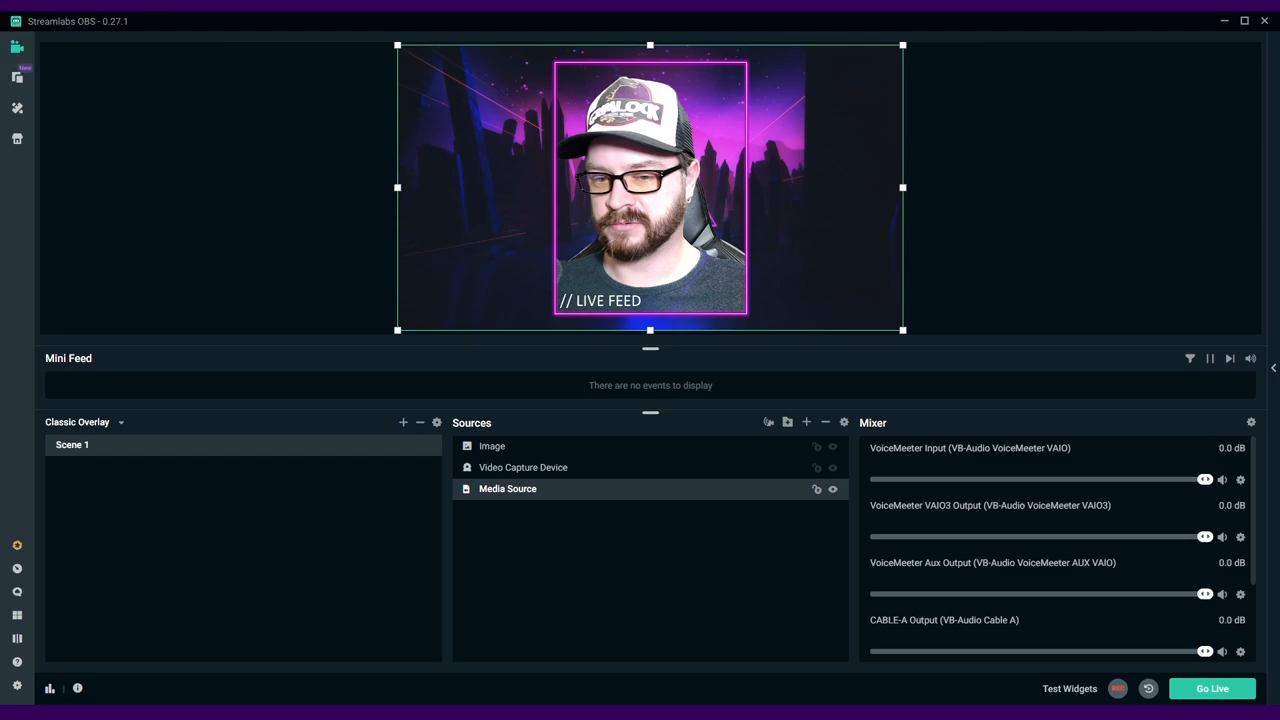 Streamlabs OBS - 0.27.1
New
// LIVE FEED
Mini Feed
There are no events to display
Classic Overlay
Scene 1
Sources
Image
Video Capture Device
Media Source
Mixer
VoiceMeeter Input (VB-Audio VoiceMeeter VAIO) 0.0 dB
VoiceMeeter VAIO3 Output (VB-Audio VoiceMeeter VAIO3) 0.0 dB
VoiceMeeter Aux Output (VB-Audio VoiceMeeter AUX VAIO) 0.0 dB
CABLE-A Output (VB-Audio Cable A) 0.0 dB
Test Widgets
REC
Go Live